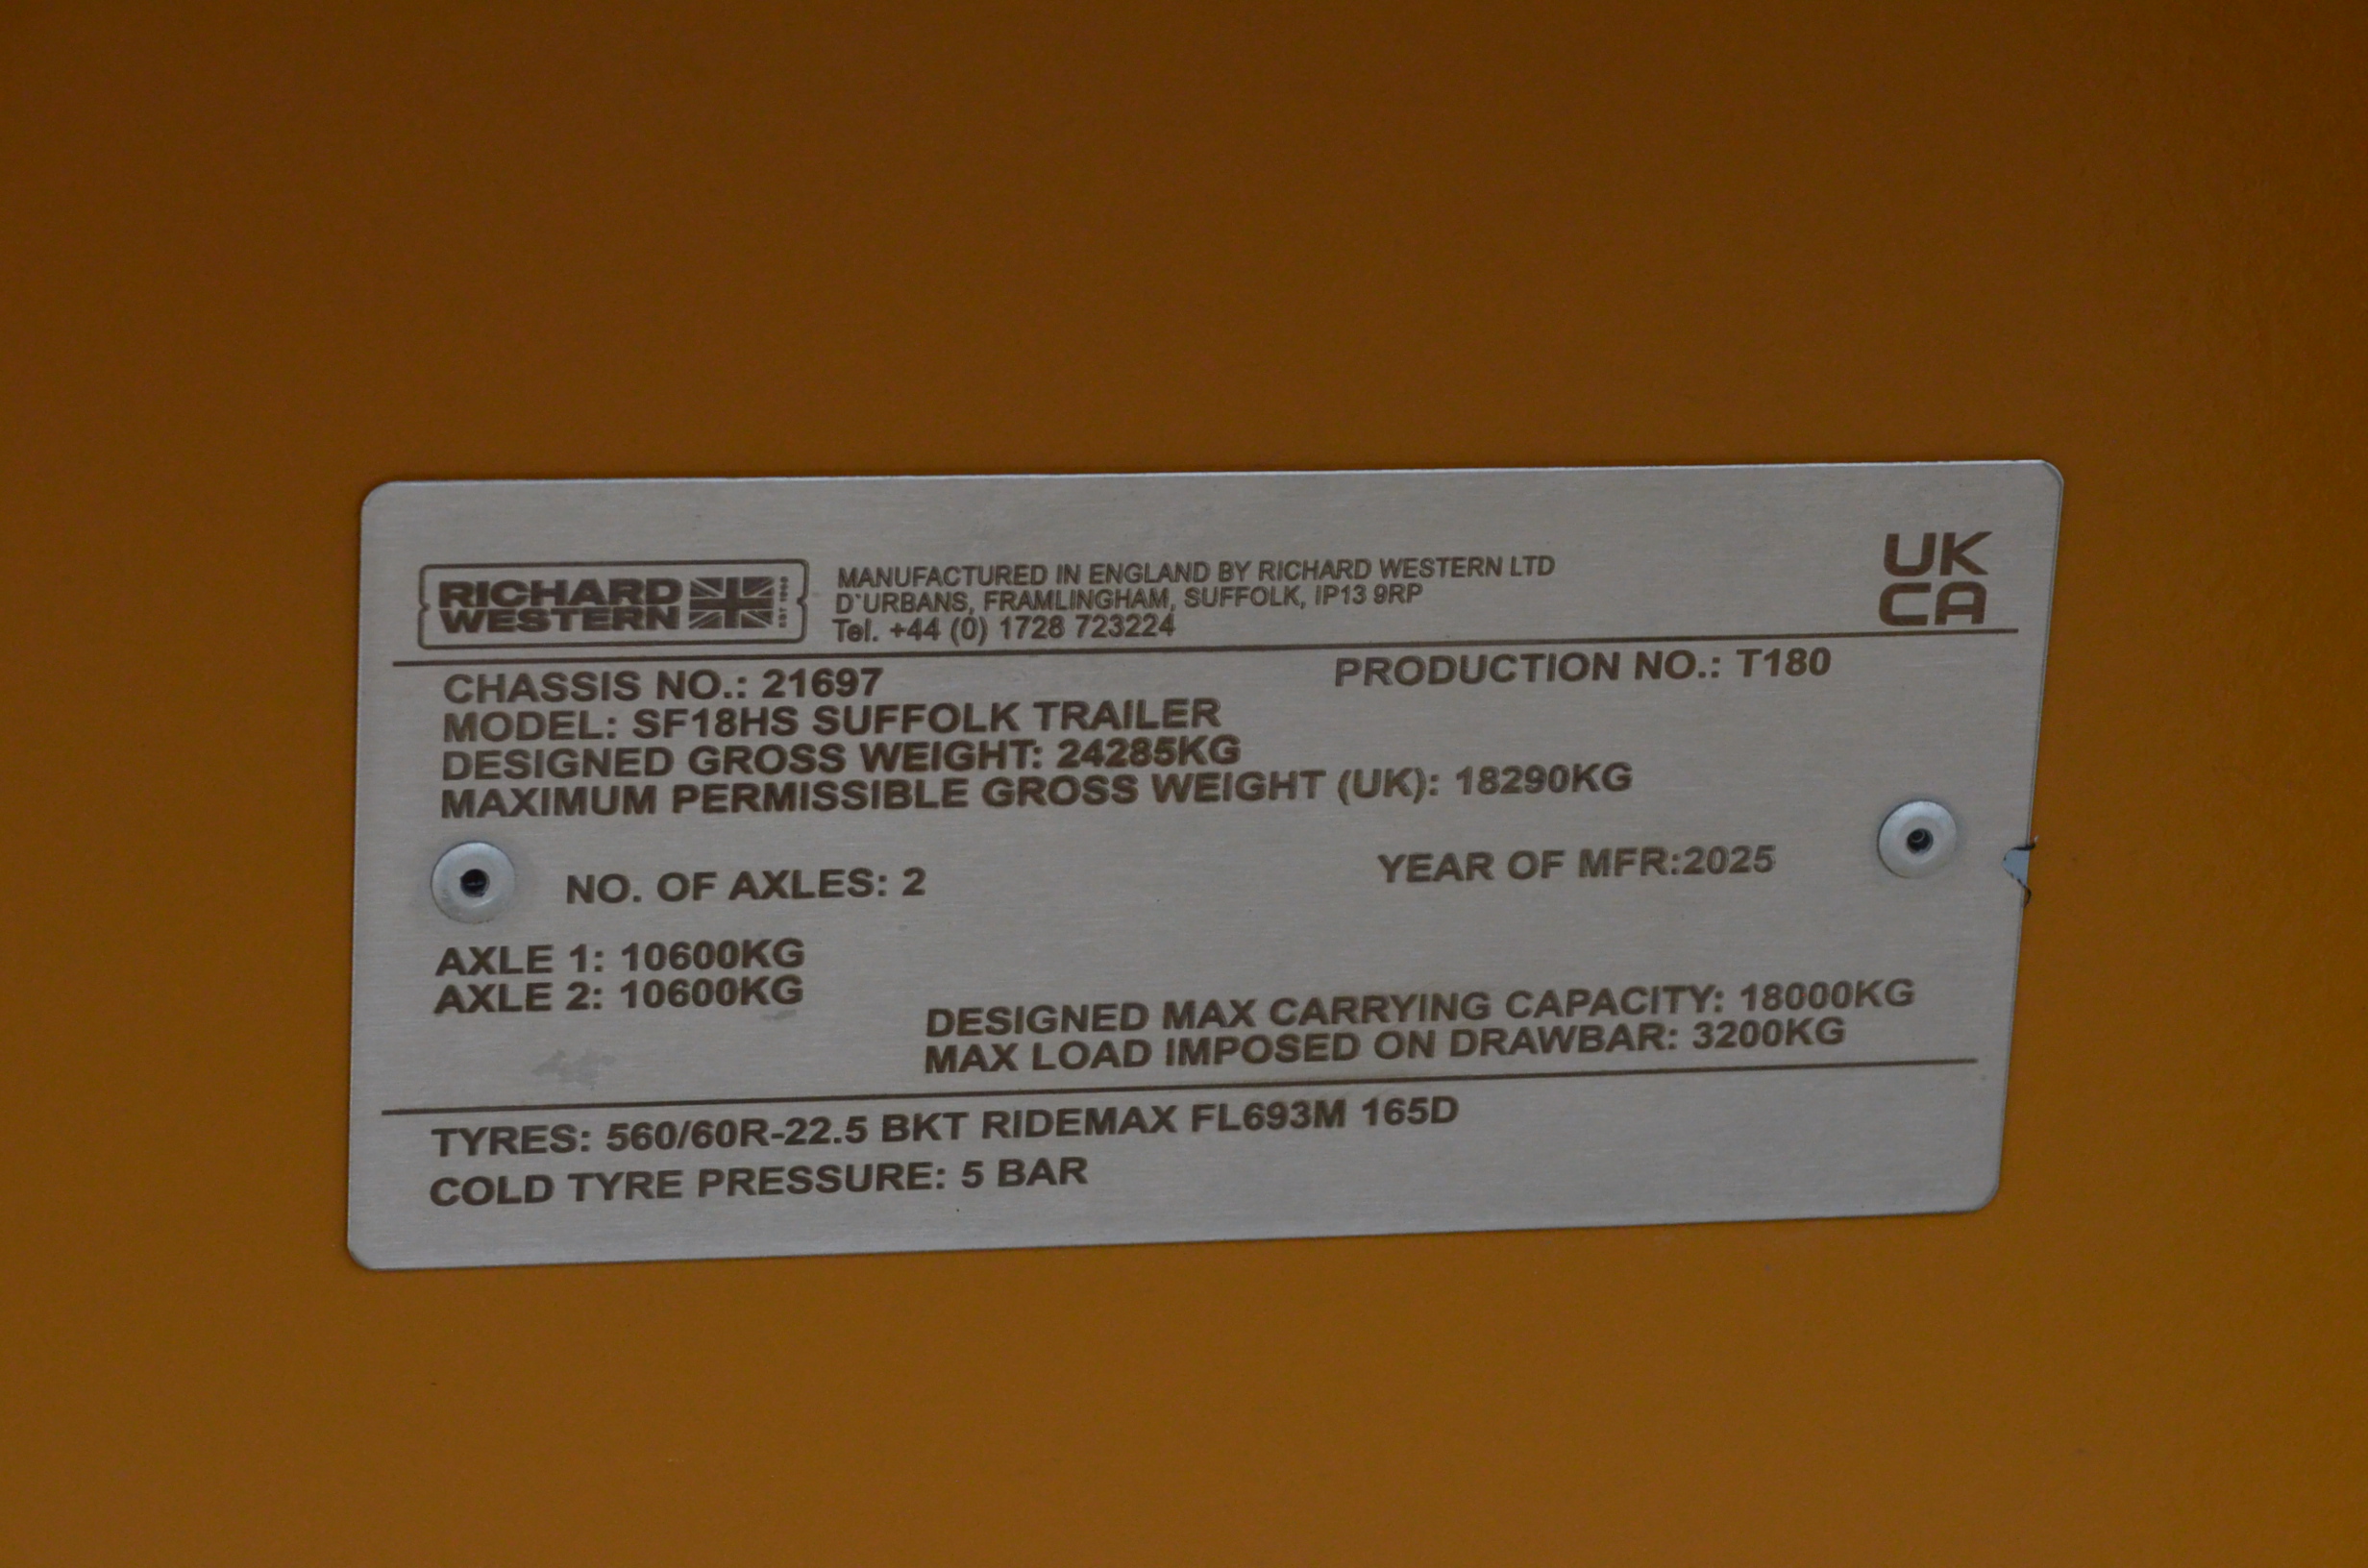 RICHARD
WESTERN
EST 1969
MANUFACTURED IN ENGLAND BY RICHARD WESTERN LTD
D`URBANS, FRAMLINGHAM, SUFFOLK, IP13 9RP
Tel. +44 (0) 1728 723224
UK
CA
CHASSIS NO.: 21697
PRODUCTION NO.: T180
MODEL: SF18HS SUFFOLK TRAILER
DESIGNED GROSS WEIGHT: 24285KG
MAXIMUM PERMISSIBLE GROSS WEIGHT (UK): 18290KG
NO. OF AXLES: 2
YEAR OF MFR:2025
AXLE 1: 10600KG
AXLE 2: 10600KG
DESIGNED MAX CARRYING CAPACITY: 18000KG
MAX LOAD IMPOSED ON DRAWBAR: 3200KG
TYRES: 560/60R-22.5 BKT RIDEMAX FL693M 165D
COLD TYRE PRESSURE: 5 BAR